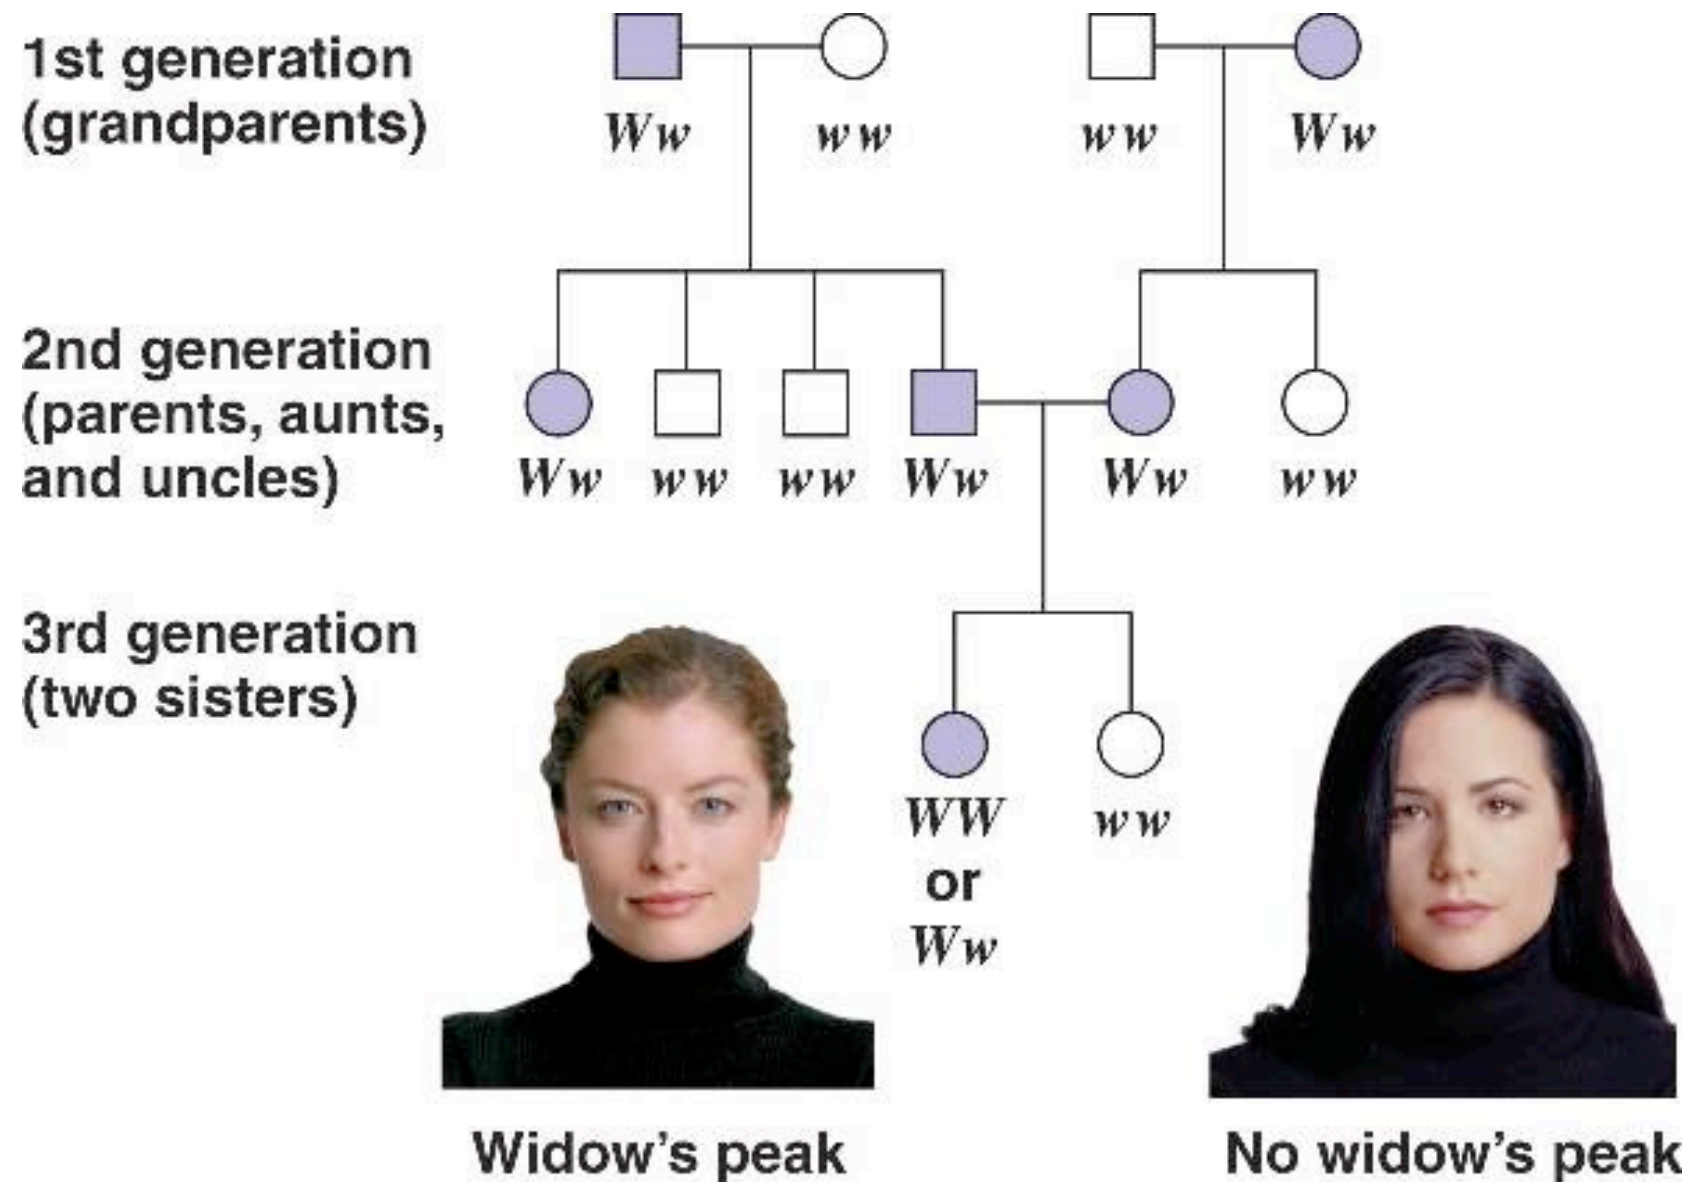 1st generation
(grandparents)
Ww ww ww Ww
2nd generation
(parents, aunts,
and uncles)
Ww ww ww Ww Ww ww
3rd generation
(two sisters)
WW
or
Ww
ww
Widow’s peak
No widow’s peak